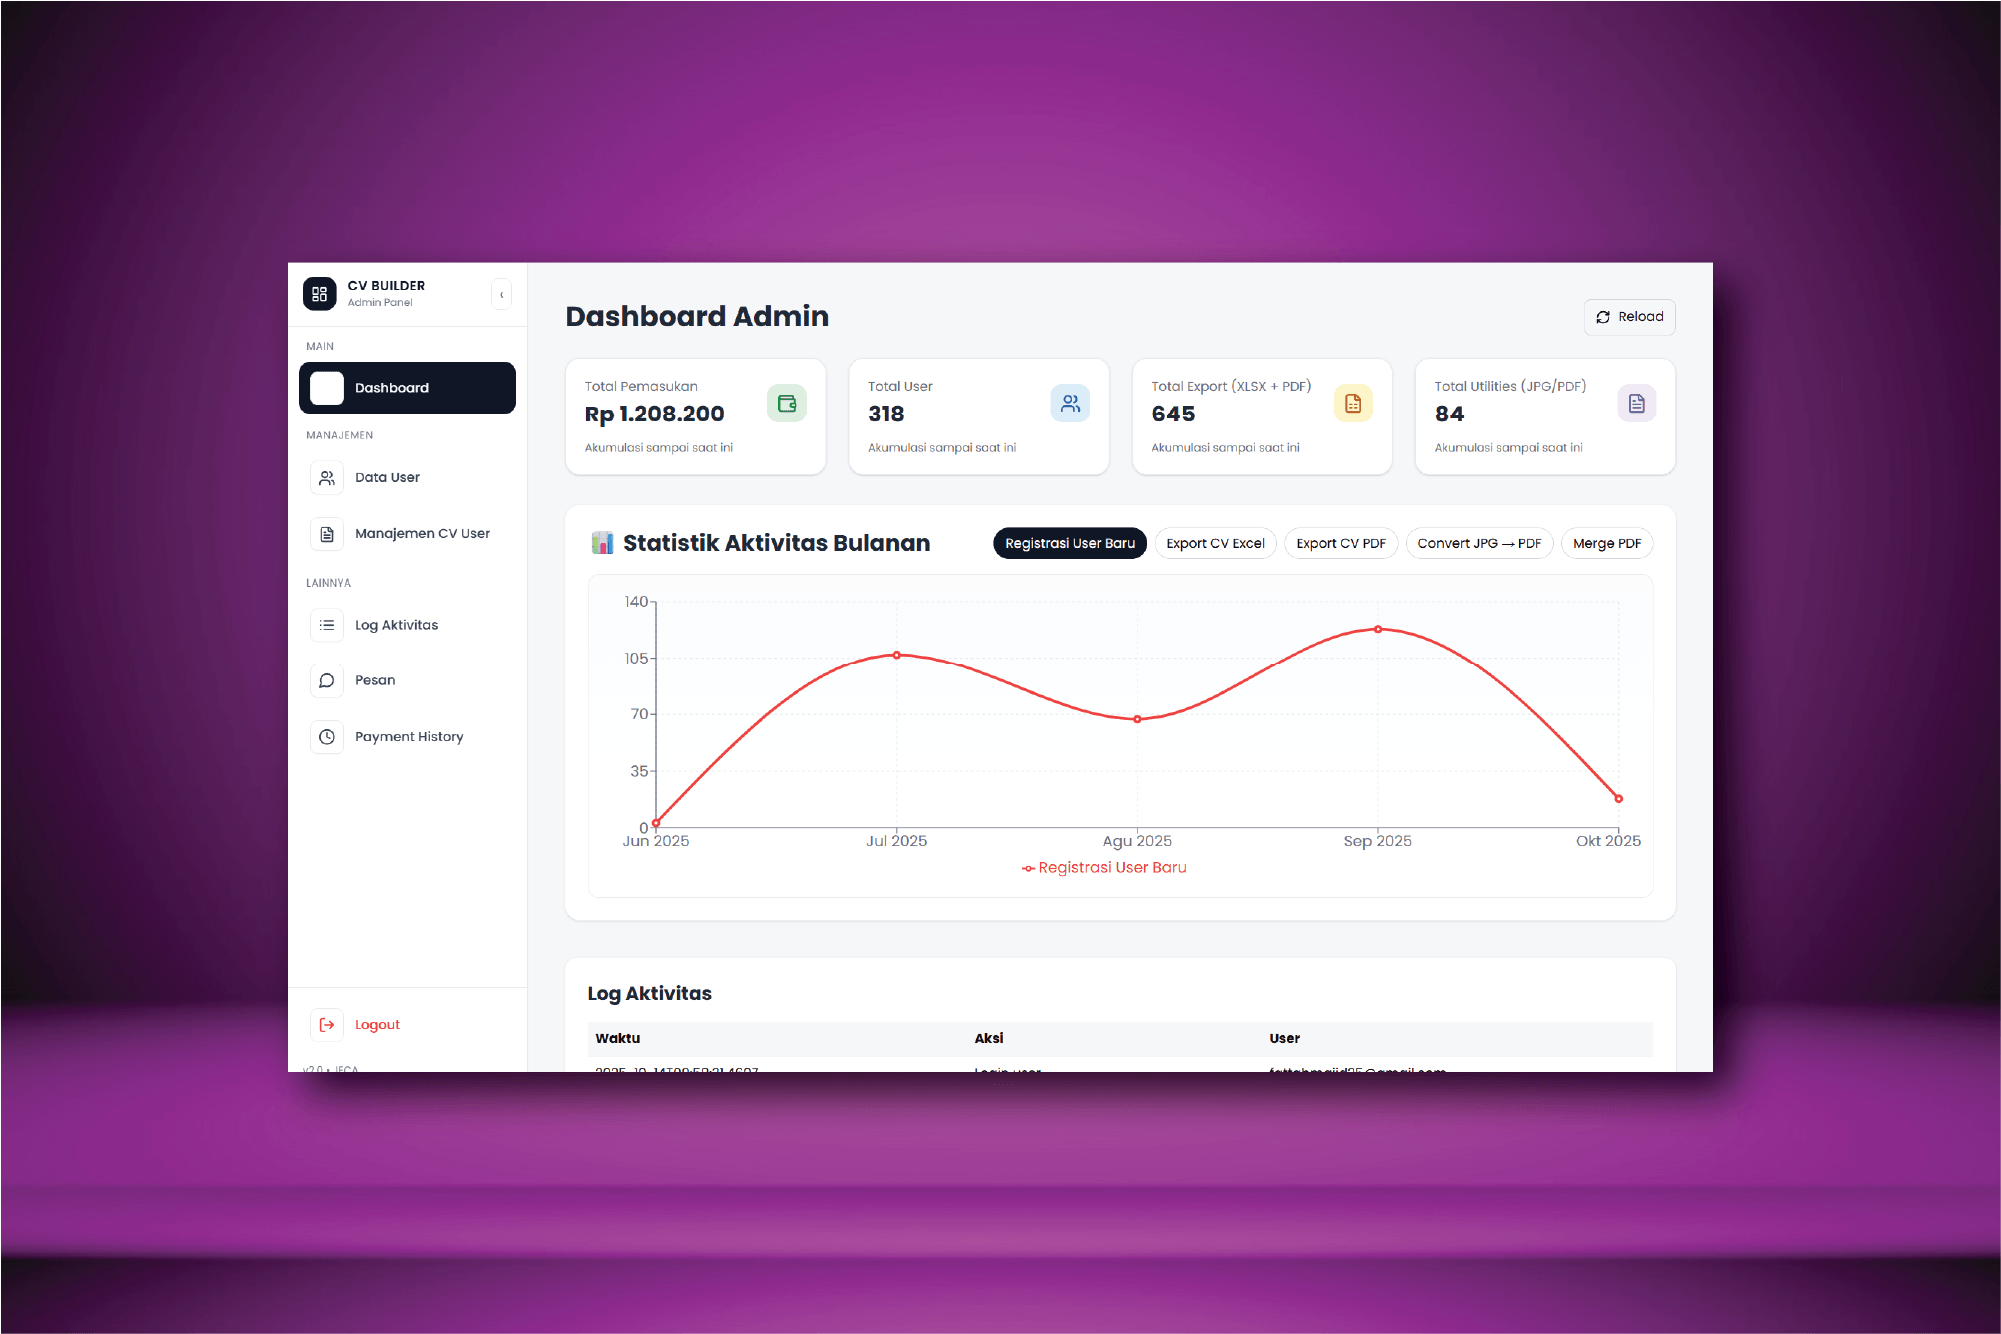 CV BUILDER
Admin Panel
MAIN
Dashboard
MANAJEMEN
Data User
Manajemen CV User
LAINNYA
Log Aktivitas
Pesan
Payment History
Logout
Dashboard Admin
Reload
Total Pemasukan
Rp 1.208.200
Akumulasi sampai saat ini
Total User
318
Akumulasi sampai saat ini
Total Export (XLSX + PDF)
645
Akumulasi sampai saat ini
Total Utilities (JPG/PDF)
84
Akumulasi sampai saat ini
Statistik Aktivitas Bulanan
Registrasi User Baru
Export CV Excel
Export CV PDF
Convert JPG → PDF
Merge PDF
140
105
70
35
0
Jun 2025
Jul 2025
Agu 2025
Sep 2025
Okt 2025
Registrasi User Baru
Log Aktivitas
Waktu
Aksi
User
Login user